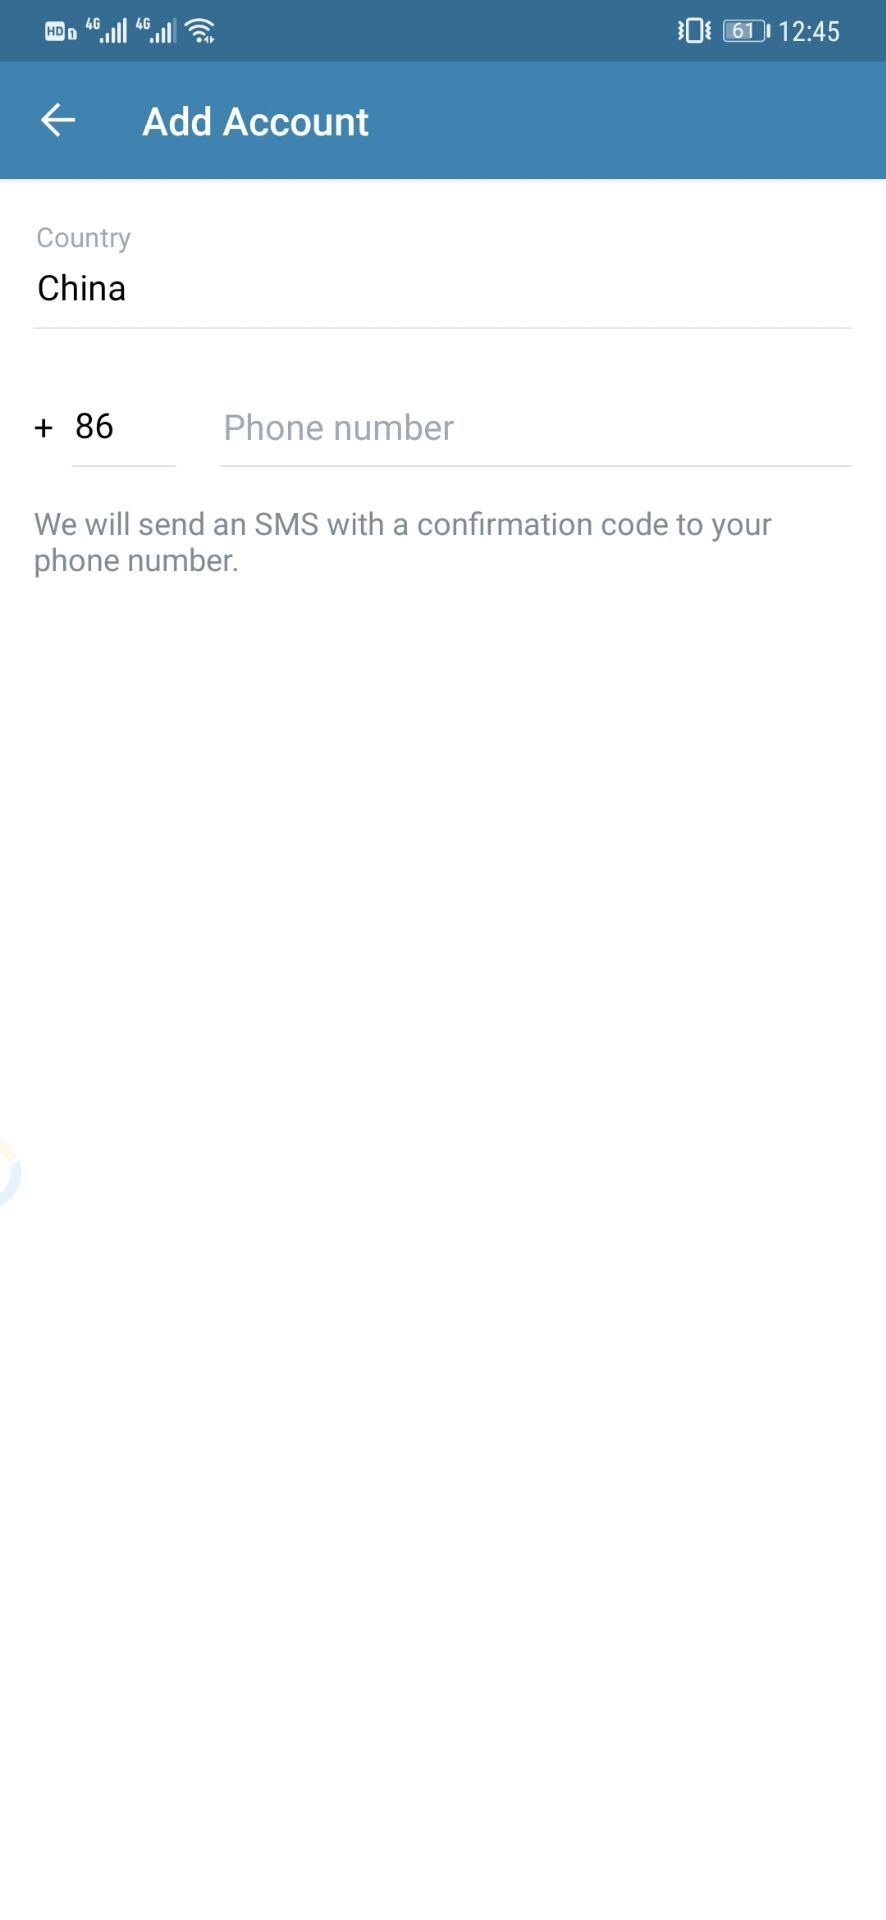 HD 1 4G 4G 61 12:45
Add Account
Country
China
+ 86 Phone number
We will send an SMS with a confirmation code to your
phone number.